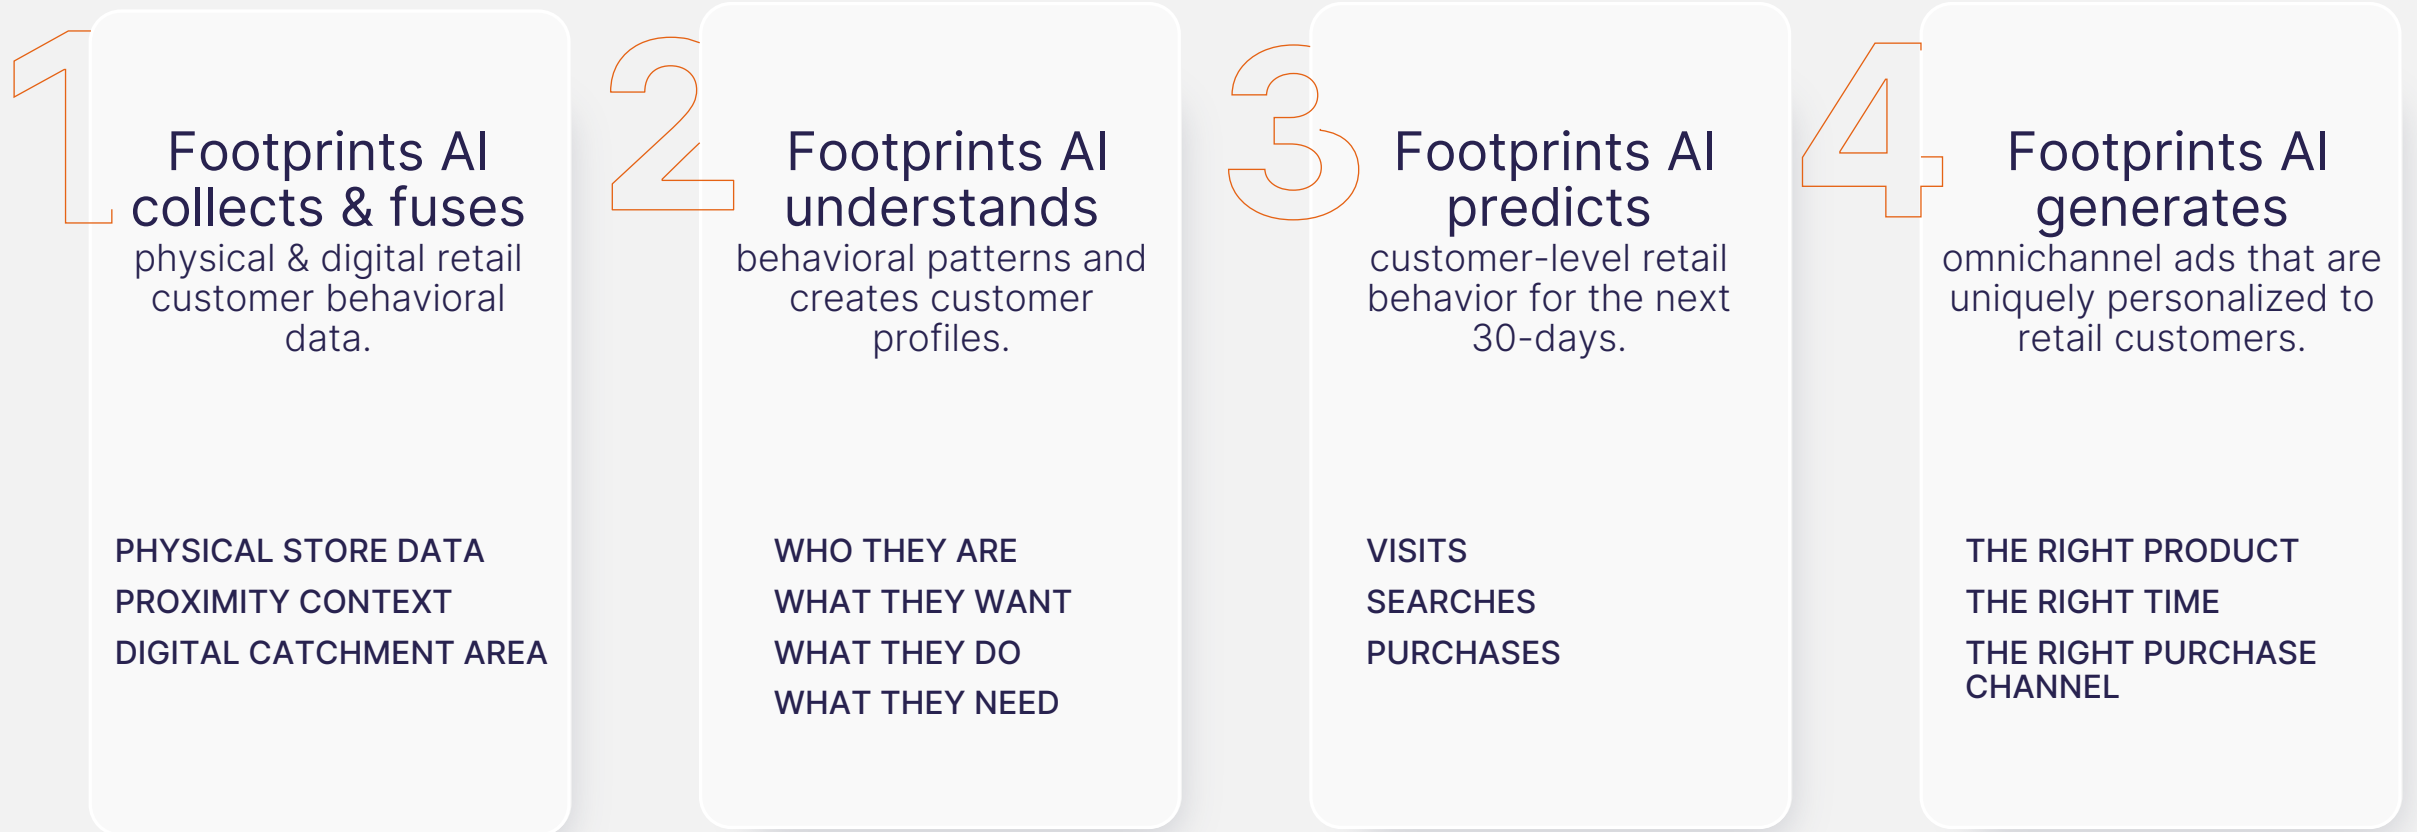 1
Footprints AI
collects & fuses
physical & digital retail
customer behavioral
data.
PHYSICAL STORE DATA
PROXIMITY CONTEXT
DIGITAL CATCHMENT AREA
2
Footprints AI
understands
behavioral patterns and
creates customer
profiles.
WHO THEY ARE
WHAT THEY WANT
WHAT THEY DO
WHAT THEY NEED
3
Footprints AI
predicts
customer-level retail
behavior for the next
30-days.
VISITS
SEARCHES
PURCHASES
4
Footprints AI
generates
omnichannel ads that are
uniquely personalized to
retail customers.
THE RIGHT PRODUCT
THE RIGHT TIME
THE RIGHT PURCHASE
CHANNEL